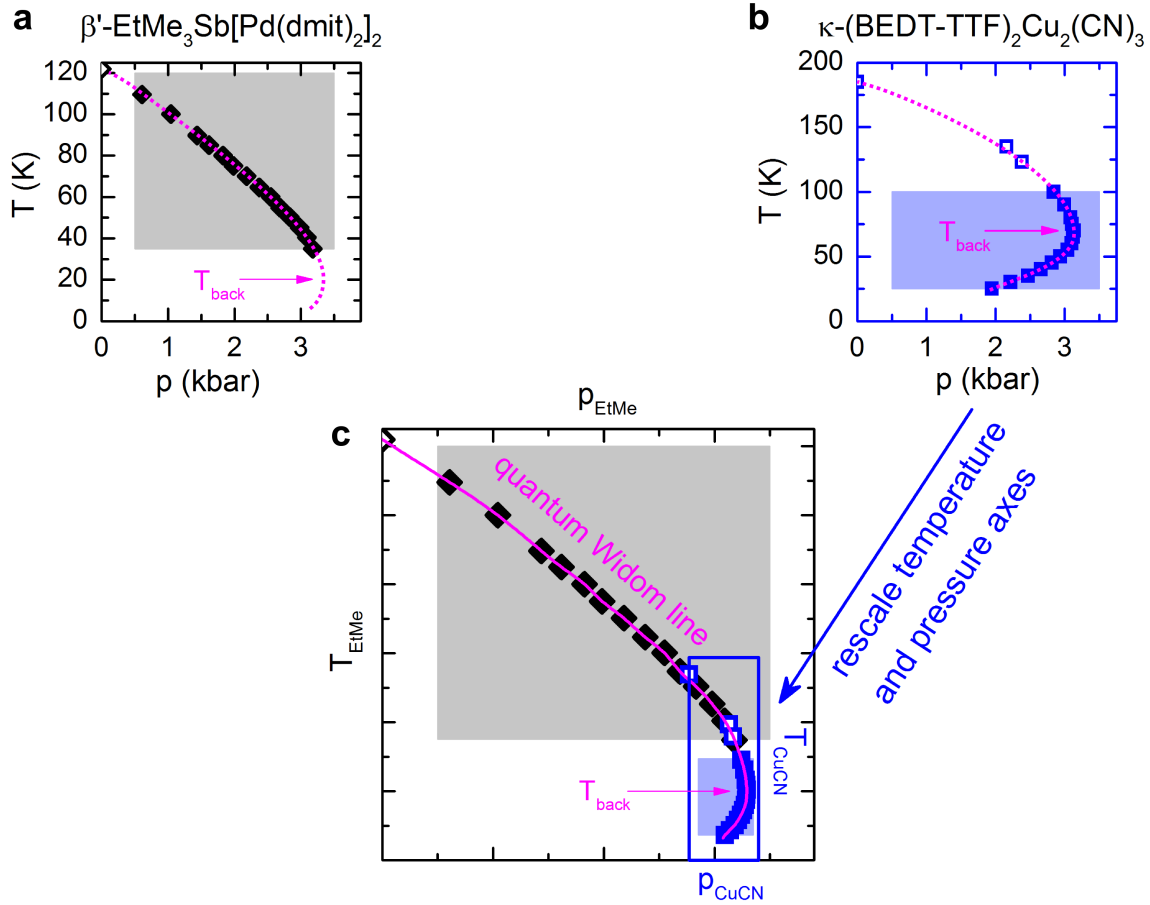 a
β'-EtMe3Sb[Pd(dmit)2]2
120
100
80
60
40
20
0
T (K)
Tback
0 1 2 3
p (kbar)
b
κ-(BEDT-TTF)2Cu2(CN)3
200
150
100
50
0
T (K)
Tback
0 1 2 3
p (kbar)
c
pEtMe
TEtMe
quantum Widom line
Tback
TCuCN
pCuCN
rescale temperature
and pressure axes